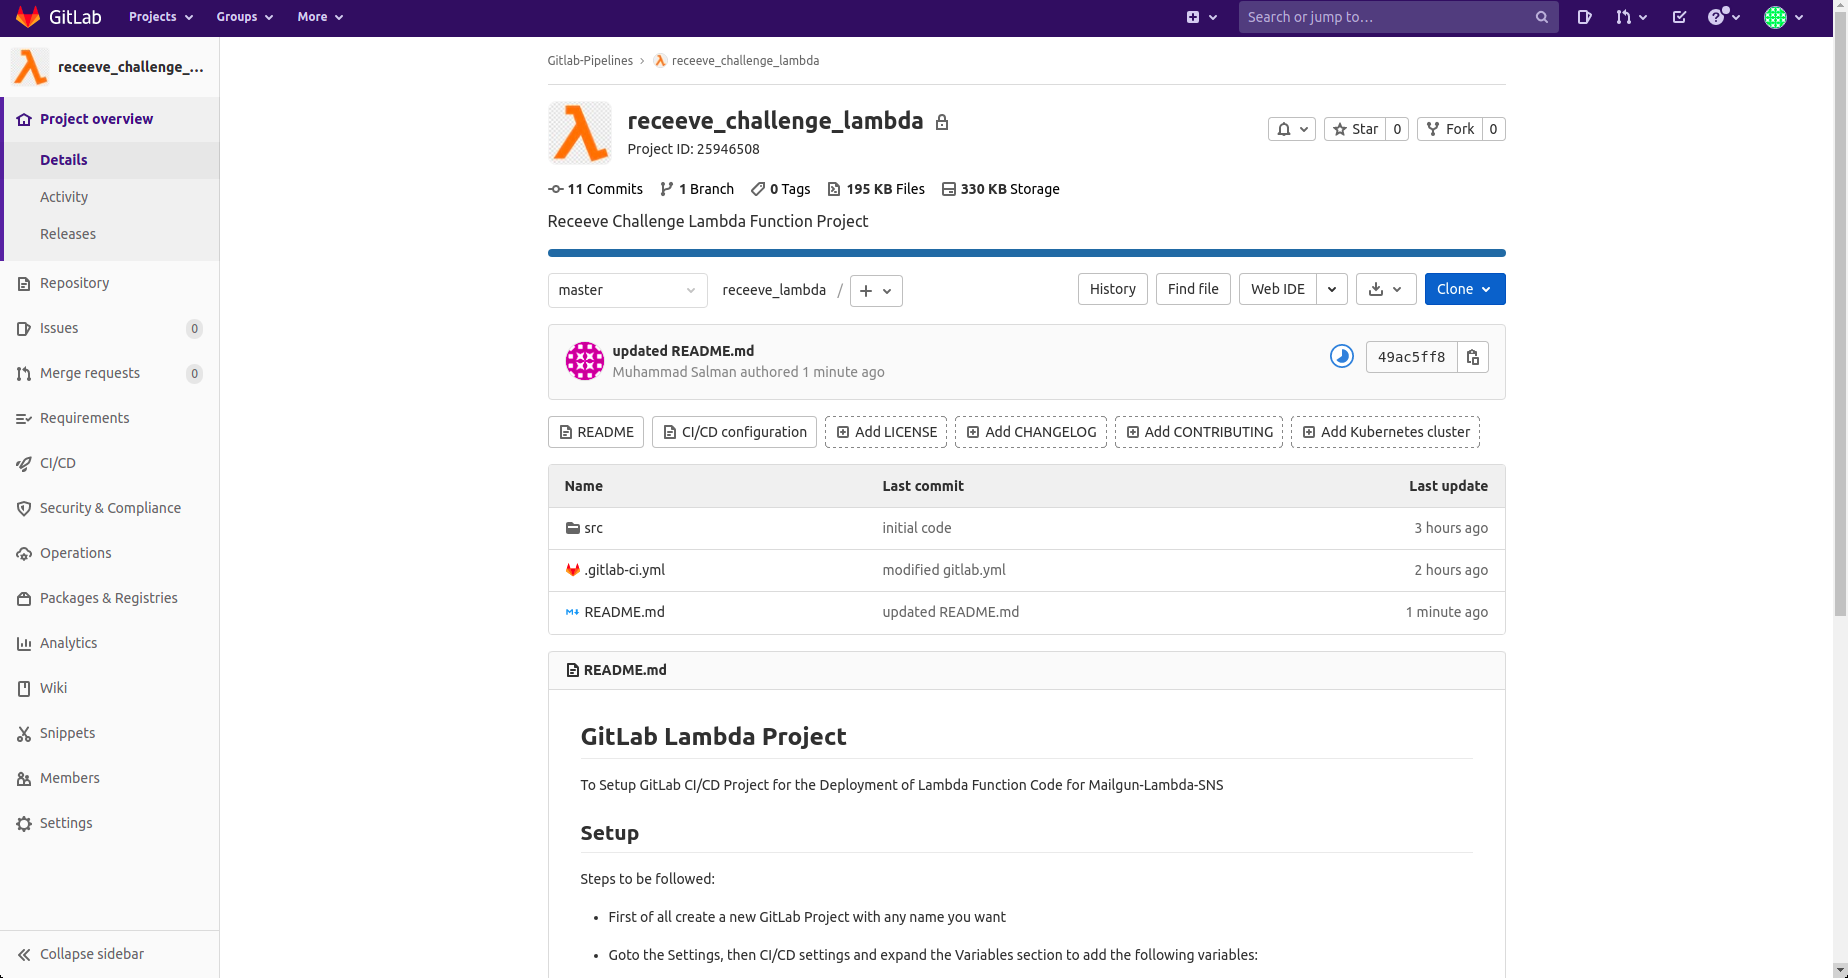 GitLab Projects Groups More Search or jump to…
receeve_challenge_...
Project overview
Details
Activity
Releases
Repository
Issues 0
Merge requests 0
Requirements
CI/CD
Security & Compliance
Operations
Packages & Registries
Analytics
Wiki
Snippets
Members
Settings
Collapse sidebar
Gitlab-Pipelines › receeve_challenge_lambda
receeve_challenge_lambda
Project ID: 25946508
Star 0 Fork 0
11 Commits 1 Branch 0 Tags 195 KB Files 330 KB Storage
Receeve Challenge Lambda Function Project
master receeve_lambda / + History Find file Web IDE Clone
updated README.md
Muhammad Salman authored 1 minute ago
49ac5ff8
README CI/CD configuration Add LICENSE Add CHANGELOG Add CONTRIBUTING Add Kubernetes cluster
Name Last commit Last update
src initial code 3 hours ago
.gitlab-ci.yml modified gitlab.yml 2 hours ago
README.md updated README.md 1 minute ago
README.md
GitLab Lambda Project
To Setup GitLab CI/CD Project for the Deployment of Lambda Function Code for Mailgun-Lambda-SNS
Setup
Steps to be followed:
• First of all create a new GitLab Project with any name you want
• Goto the Settings, then CI/CD settings and expand the Variables section to add the following variables: